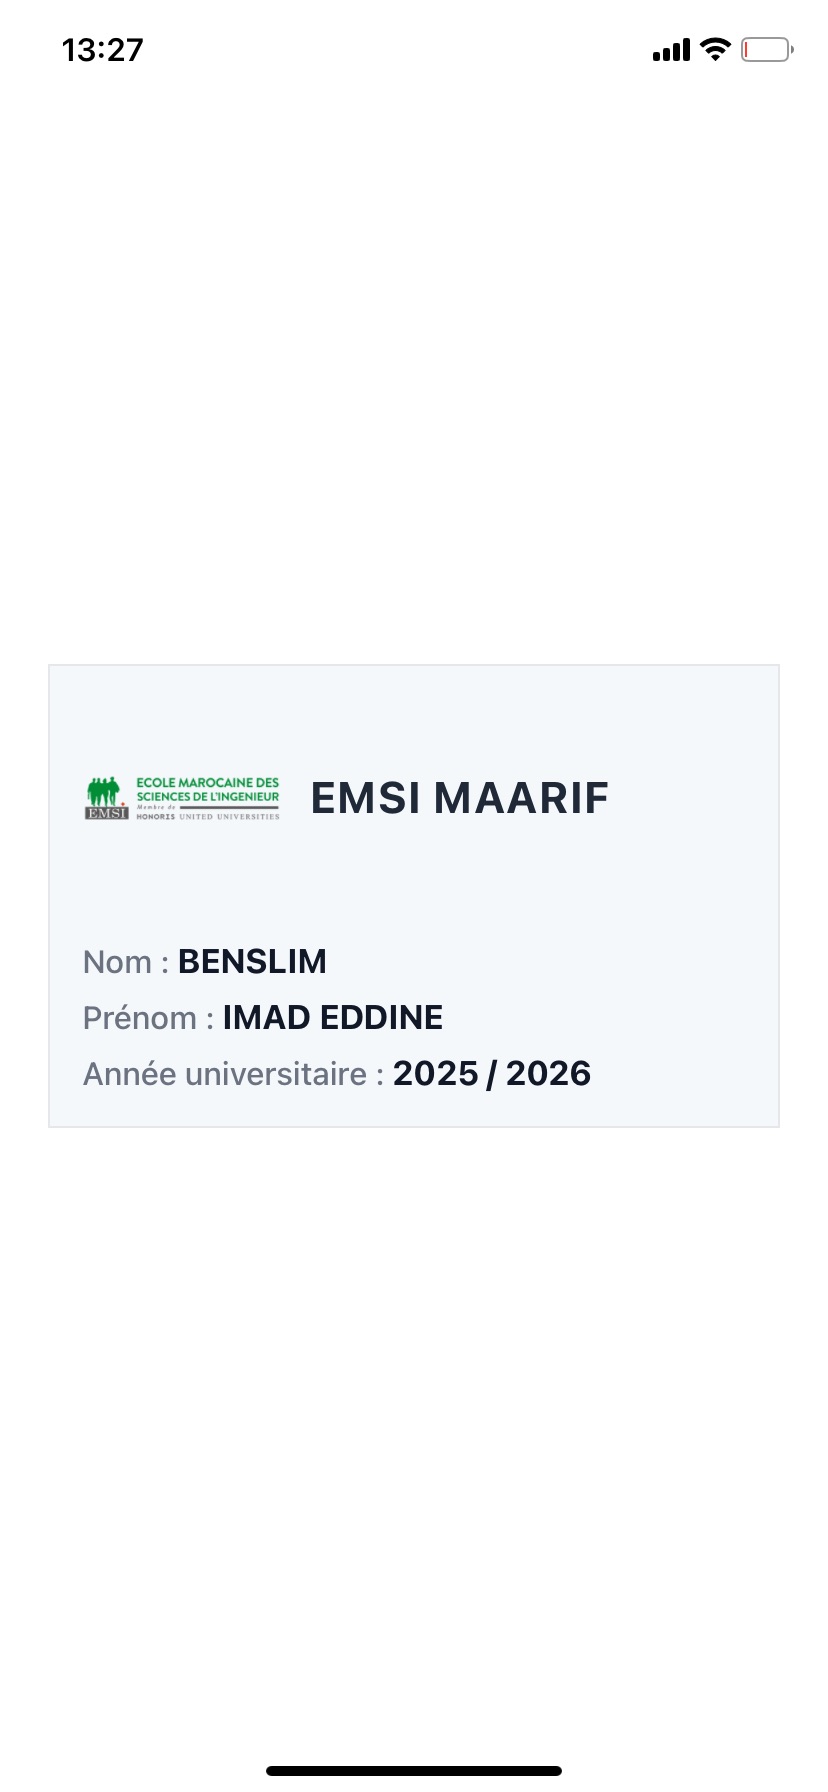 13:27
ECOLE MAROCAINE DES
SCIENCES DE L'INGENIEUR
EMSI
Membre de
HONORIS UNITED UNIVERSITIES
EMSI MAARIF
Nom : BENSLIM
Prénom : IMAD EDDINE
Année universitaire : 2025 / 2026